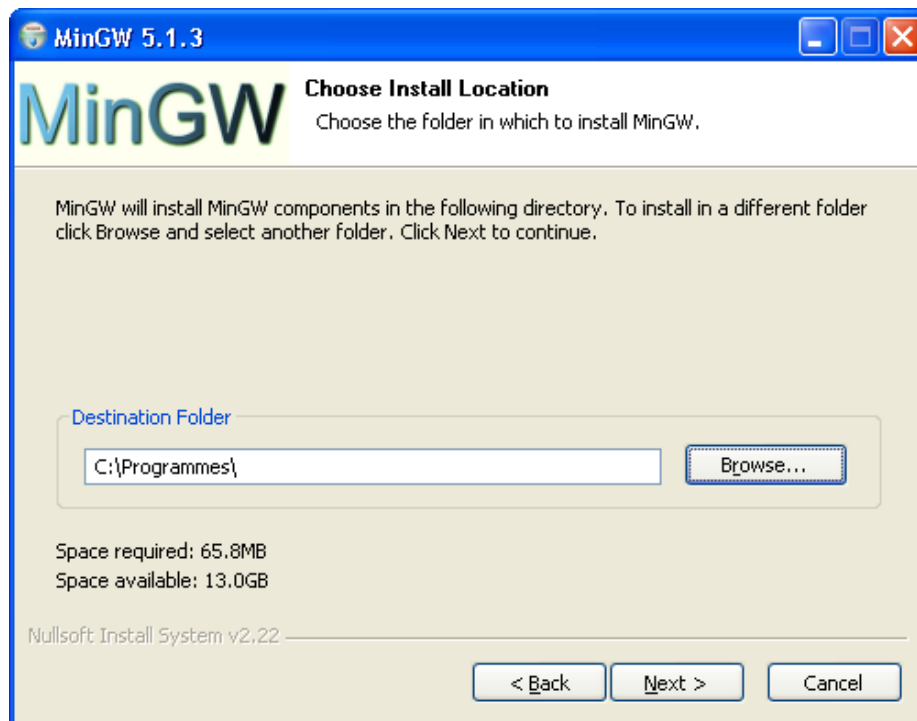 MinGW 5.1.3
MinGW
Choose Install Location
Choose the folder in which to install MinGW.
MinGW will install MinGW components in the following directory. To install in a different folder
click Browse and select another folder. Click Next to continue.
Destination Folder
C:\Programmes\
Browse...
Space required: 65.8MB
Space available: 13.0GB
Nullsoft Install System v2.22
< Back
Next >
Cancel